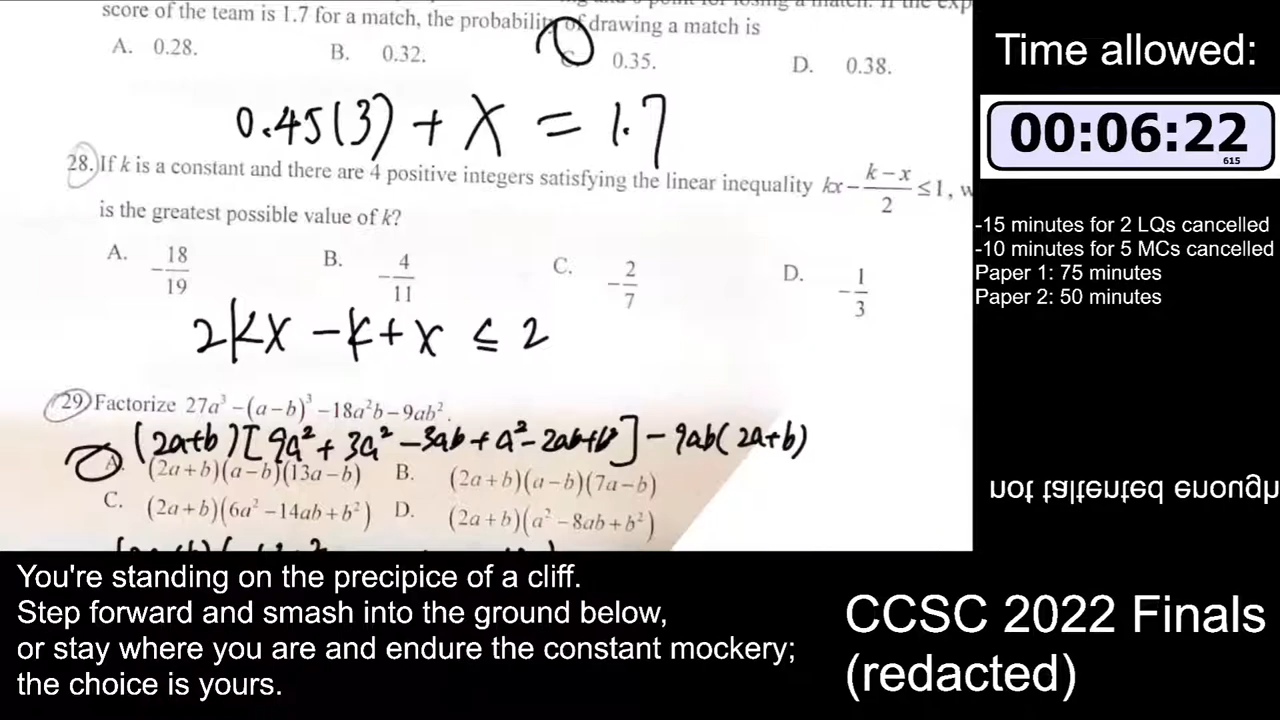 score of the team is 1.7 for a match, the probability of drawing a match is
A. 0.28. B. 0.32. C. 0.35. D. 0.38.
0.45(3) + x = 1.7
28. If k is a constant and there are 4 positive integers satisfying the linear inequality kx - (k-x)/2 ≤ 1, w
is the greatest possible value of k?
A. -18/19 B. -4/11 C. -2/7 D. -1/3
2kx - k + x ≤ 2
29. Factorize 27a³ - (a-b)³ - 18a²b - 9ab².
(2a+b)[9a² + 3a² - 3ab + a² - 2ab + b²] - 9ab(2a+b)
A. (2a+b)(a-b)(13a-b) B. (2a+b)(a-b)(7a-b)
C. (2a+b)(6a²-14ab+b²) D. (2a+b)(a²-8ab+b²)
Time allowed:
00:06:22
615
-15 minutes for 2 LQs cancelled
-10 minutes for 5 MCs cancelled
Paper 1: 75 minutes
Paper 2: 50 minutes
not taltented enough
You're standing on the precipice of a cliff.
Step forward and smash into the ground below,
or stay where you are and endure the constant mockery;
the choice is yours.
CCSC 2022 Finals
(redacted)